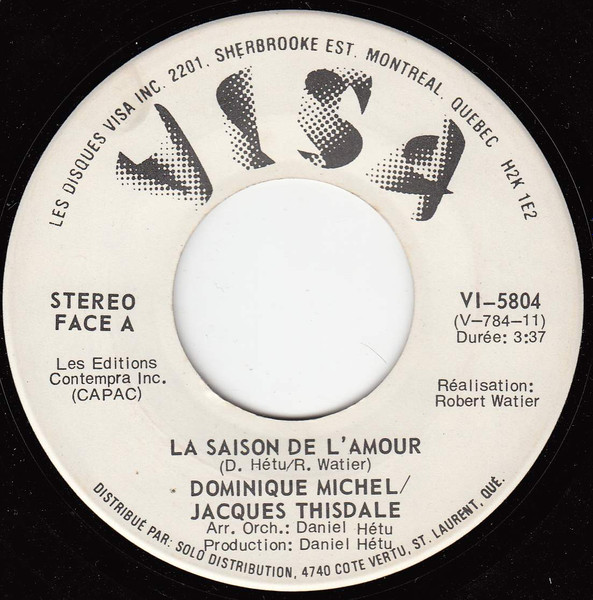 LES DISQUES VISA INC. 2201, SHERBROOKE EST. MONTREAL, QUEBEC H2K 1E2
VISA
STEREO
FACE A
Les Editions
Contempra Inc.
(CAPAC)
VI-5804
(V-784-11)
Durée: 3:37
Réalisation:
Robert Watier
LA SAISON DE L'AMOUR
(D. Hétu/R. Watier)
DOMINIQUE MICHEL/
JACQUES THISDALE
Arr. Orch.: Daniel Hétu
Production: Daniel Hétu
DISTRIBUÉ PAR: SOLO DISTRIBUTION, 4740 COTE VERTU, ST. LAURENT, QUÉ.